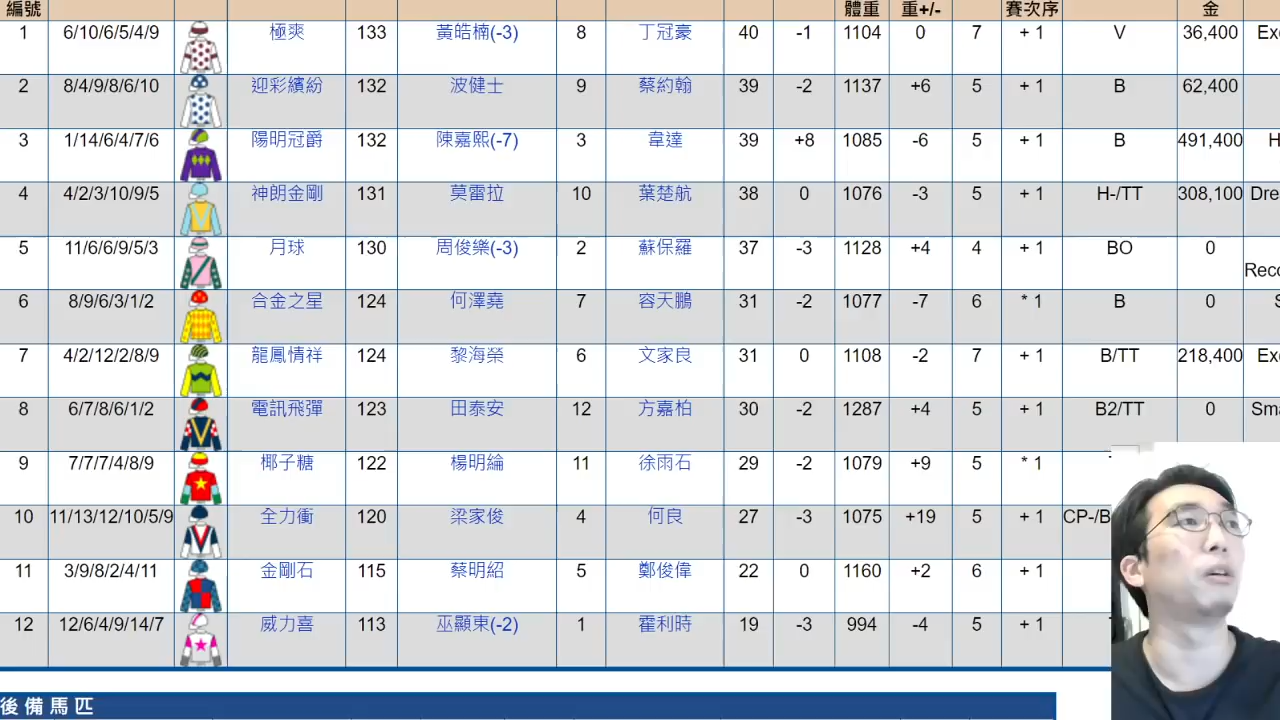 編號 體重 重+/- 賽次序 金
1 6/10/6/5/4/9 極爽 133 黃皓楠(-3) 8 丁冠豪 40 -1 1104 0 7 + 1 V 36,400
2 8/4/9/8/6/10 迎彩繽紛 132 波健士 9 蔡約翰 39 -2 1137 +6 5 + 1 B 62,400
3 1/14/6/4/7/6 陽明冠爵 132 陳嘉熙(-7) 3 韋達 39 +8 1085 -6 5 + 1 B 491,400 H
4 4/2/3/10/9/5 神朗金剛 131 莫雷拉 10 葉楚航 38 0 1076 -3 5 + 1 H-/TT 308,100 Dre
5 11/6/6/9/5/3 月球 130 周俊樂(-3) 2 蘇保羅 37 -3 1128 +4 4 + 1 BO 0
Reco
6 8/9/6/3/1/2 合金之星 124 何澤堯 7 容天鵬 31 -2 1077 -7 6 * 1 B 0
7 4/2/12/2/8/9 龍鳳情祥 124 黎海榮 6 文家良 31 0 1108 -2 7 + 1 B/TT 218,400
8 6/7/8/6/1/2 電訊飛彈 123 田泰安 12 方嘉柏 30 -2 1287 +4 5 + 1 B2/TT 0 Sma
9 7/7/7/4/8/9 椰子糖 122 楊明綸 11 徐雨石 29 -2 1079 +9 5 * 1
10 11/13/12/10/5/9 全力衝 120 梁家俊 4 何良 27 -3 1075 +19 5 + 1 CP-/B
11 3/9/8/2/4/11 金剛石 115 蔡明紹 5 鄭俊偉 22 0 1160 +2 6 + 1
12 12/6/4/9/14/7 威力喜 113 巫顯東(-2) 1 霍利時 19 -3 994 -4 5 + 1
後備馬匹